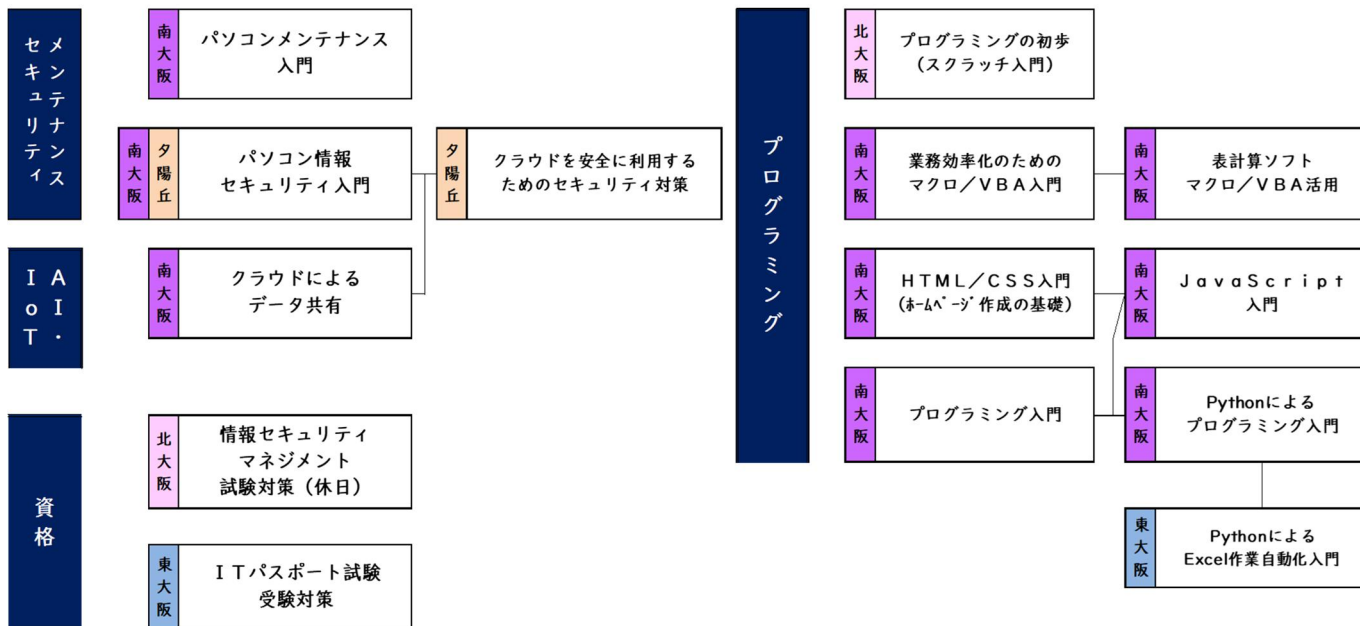 メンテナンス
セキュリティ
南大阪
パソコンメンテナンス
入門
南大阪
夕陽丘
パソコン情報
セキュリティ入門
夕陽丘
クラウドを安全に利用する
ためのセキュリティ対策
AI・
IoT
南大阪
クラウドによる
データ共有
資格
北大阪
情報セキュリティ
マネジメント
試験対策（休日）
東大阪
ＩＴパスポート試験
受験対策
プログラミング
北大阪
プログラミングの初歩
（スクラッチ入門）
南大阪
業務効率化のための
マクロ／ＶＢＡ入門
南大阪
表計算ソフト
マクロ／ＶＢＡ活用
南大阪
ＨＴＭＬ／ＣＳＳ入門
(ﾎｰﾑﾍﾟｰｼﾞ作成の基礎)
南大阪
ＪａｖａＳｃｒｉｐｔ
入門
南大阪
プログラミング入門
南大阪
Pythonによる
プログラミング入門
東大阪
Pythonによる
Excel作業自動化入門